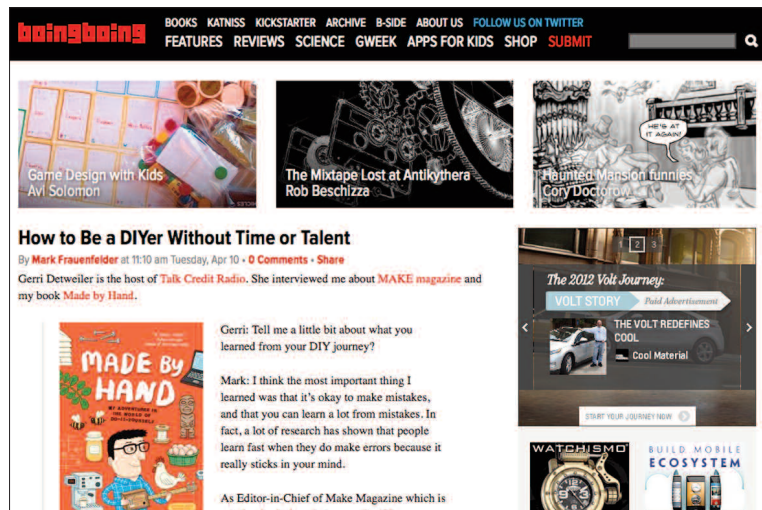 boingboing
BOOKS KATNISS KICKSTARTER ARCHIVE B-SIDE ABOUT US FOLLOW US ON TWITTER
FEATURES REVIEWS SCIENCE GWEEK APPS FOR KIDS SHOP SUBMIT
Game Design with Kids
Avi Solomon
The Mixtape Lost at Antikythera
Rob Beschizza
HE'S AT
IT AGAIN!
Haunted Mansion funnies
Cory Doctorow
How to Be a DIYer Without Time or Talent
By Mark Frauenfelder at 11:10 am Tuesday, Apr 10 • 0 Comments • Share
Gerri Detweiler is the host of Talk Credit Radio. She interviewed me about MAKE magazine and
my book Made by Hand.
MADE BY
HAND
MY ADVENTURES IN
THE WORLD OF
DO-IT-YOURSELF
Gerri: Tell me a little bit about what you
learned from your DIY journey?
Mark: I think the most important thing I
learned was that it's okay to make mistakes,
and that you can learn a lot from mistakes. In
fact, a lot of research has shown that people
learn fast when they do make errors because it
really sticks in your mind.
As Editor-in-Chief of Make Magazine which is
1 2 3
The 2012 Volt Journey:
VOLT STORY Paid Advertisement
THE VOLT REDEFINES
COOL
Cool Material
START YOUR JOURNEY NOW
WATCHISMO
BUILD MOBILE
ECOSYSTEM